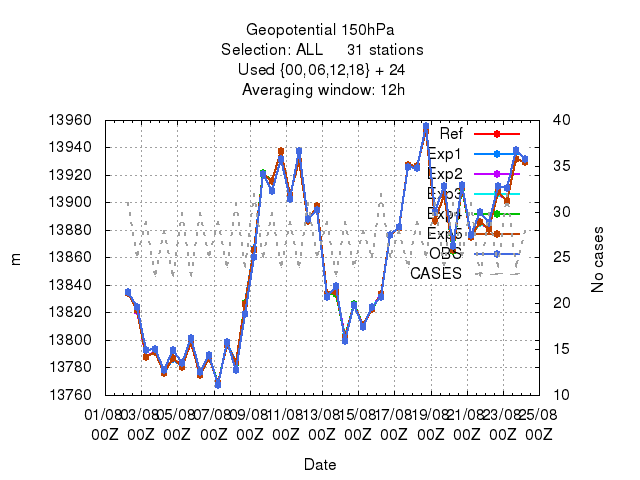 Geopotential 150hPa
Selection: ALL 31 stations
Used {00,06,12,18} + 24
Averaging window: 12h
13960 40
Ref
13940
Exp1
35
13920
Exp2
13900
Exp3
30
Exp4
13880
Exp5
m
No cases
13860
OBS
25
CASES
13840
13820
20
13800
15
13780
13760 10
01/08 03/08 05/08 07/08 09/08 11/08 13/08 15/08 17/08 19/08 21/08 23/08 25/08
00Z 00Z 00Z 00Z 00Z 00Z 00Z 00Z 00Z 00Z 00Z 00Z 00Z
Date